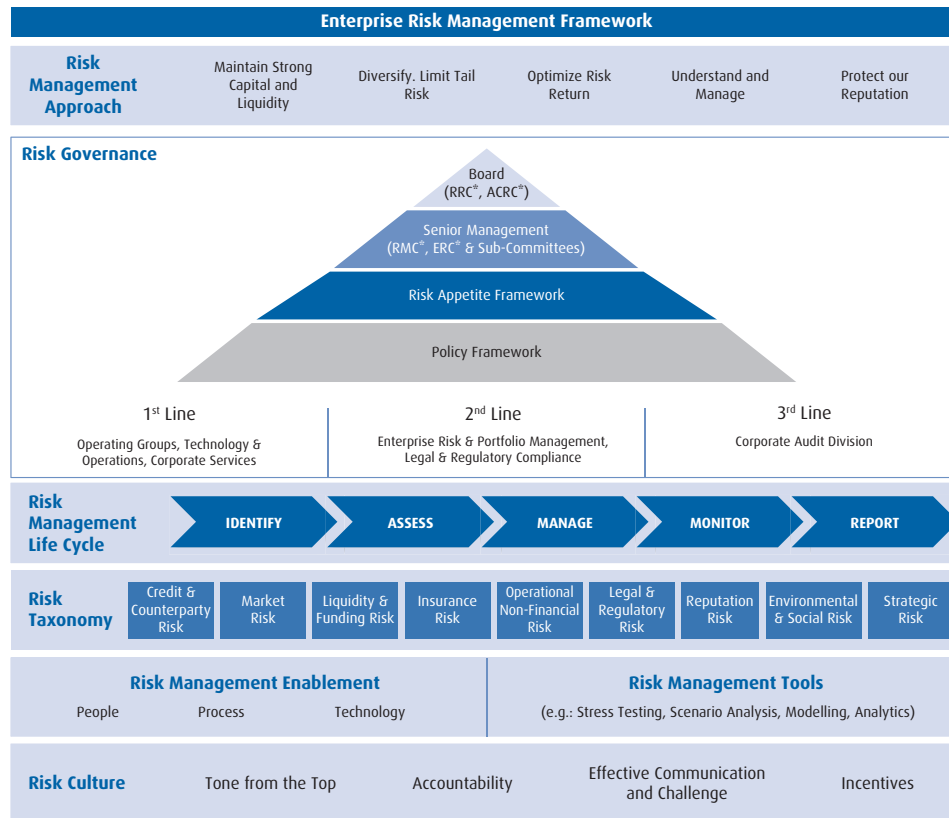 Enterprise Risk Management Framework
Risk
Management
Approach
Maintain Strong
Capital and
Liquidity
Diversify. Limit Tail
Risk
Optimize Risk
Return
Understand and
Manage
Protect our
Reputation
Risk Governance
Board
(RRC*, ACRC*)
Senior Management
(RMC*, ERC* & Sub-Committees)
Risk Appetite Framework
Policy Framework
1st Line
Operating Groups, Technology &
Operations, Corporate Services
2nd Line
Enterprise Risk & Portfolio Management,
Legal & Regulatory Compliance
3rd Line
Corporate Audit Division
Risk
Management
Life Cycle
IDENTIFY
ASSESS
MANAGE
MONITOR
REPORT
Risk
Taxonomy
Credit &
Counterparty
Risk
Market
Risk
Liquidity &
Funding Risk
Insurance
Risk
Operational
Non-Financial
Risk
Legal &
Regulatory
Risk
Reputation
Risk
Environmental
& Social Risk
Strategic
Risk
Risk Management Enablement
People
Process
Technology
Risk Management Tools
(e.g.: Stress Testing, Scenario Analysis, Modelling, Analytics)
Risk Culture
Tone from the Top
Accountability
Effective Communication
and Challenge
Incentives